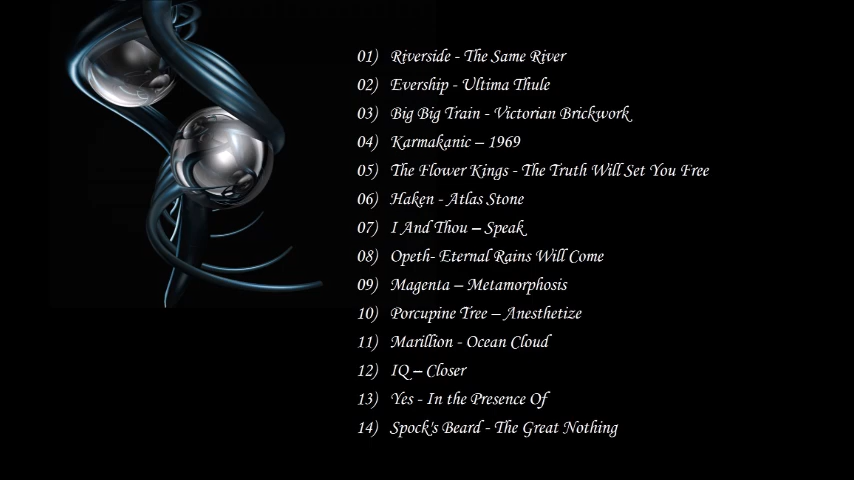 01) Riverside - The Same River
02) Evership - Ultima Thule
03) Big Big Train - Victorian Brickwork
04) Karmakanic – 1969
05) The Flower Kings - The Truth Will Set You Free
06) Haken - Atlas Stone
07) I And Thou – Speak
08) Opeth- Eternal Rains Will Come
09) Magenta – Metamorphosis
10) Porcupine Tree – Anesthetize
11) Marillion - Ocean Cloud
12) IQ – Closer
13) Yes - In the Presence Of
14) Spock's Beard - The Great Nothing